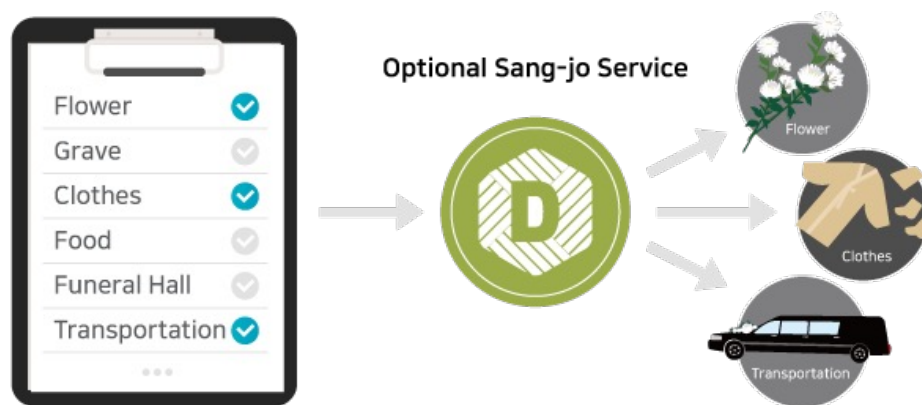 Flower
Grave
Clothes
Food
Funeral Hall
Transportation
Optional Sang-jo Service
D
Flower
Clothes
Transportation